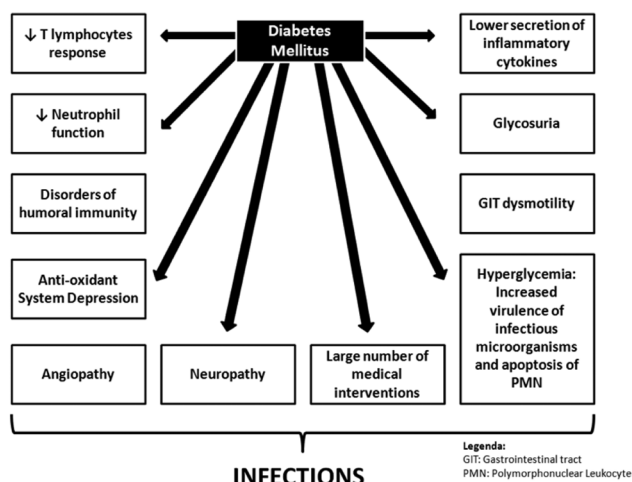 Diabetes
Mellitus
↓ T lymphocytes
response
Lower secretion of
inflammatory
cytokines
↓ Neutrophil
function
Glycosuria
Disorders of
humoral immunity
GIT dysmotility
Anti-oxidant
System Depression
Hyperglycemia:
Increased
virulence of
infectious
microorganisms
and apoptosis of
PMN
Angiopathy
Neuropathy
Large number of
medical
interventions
INFECTIONS
Legenda:
GIT: Gastrointestinal tract
PMN: Polymorphonuclear Leukocyte